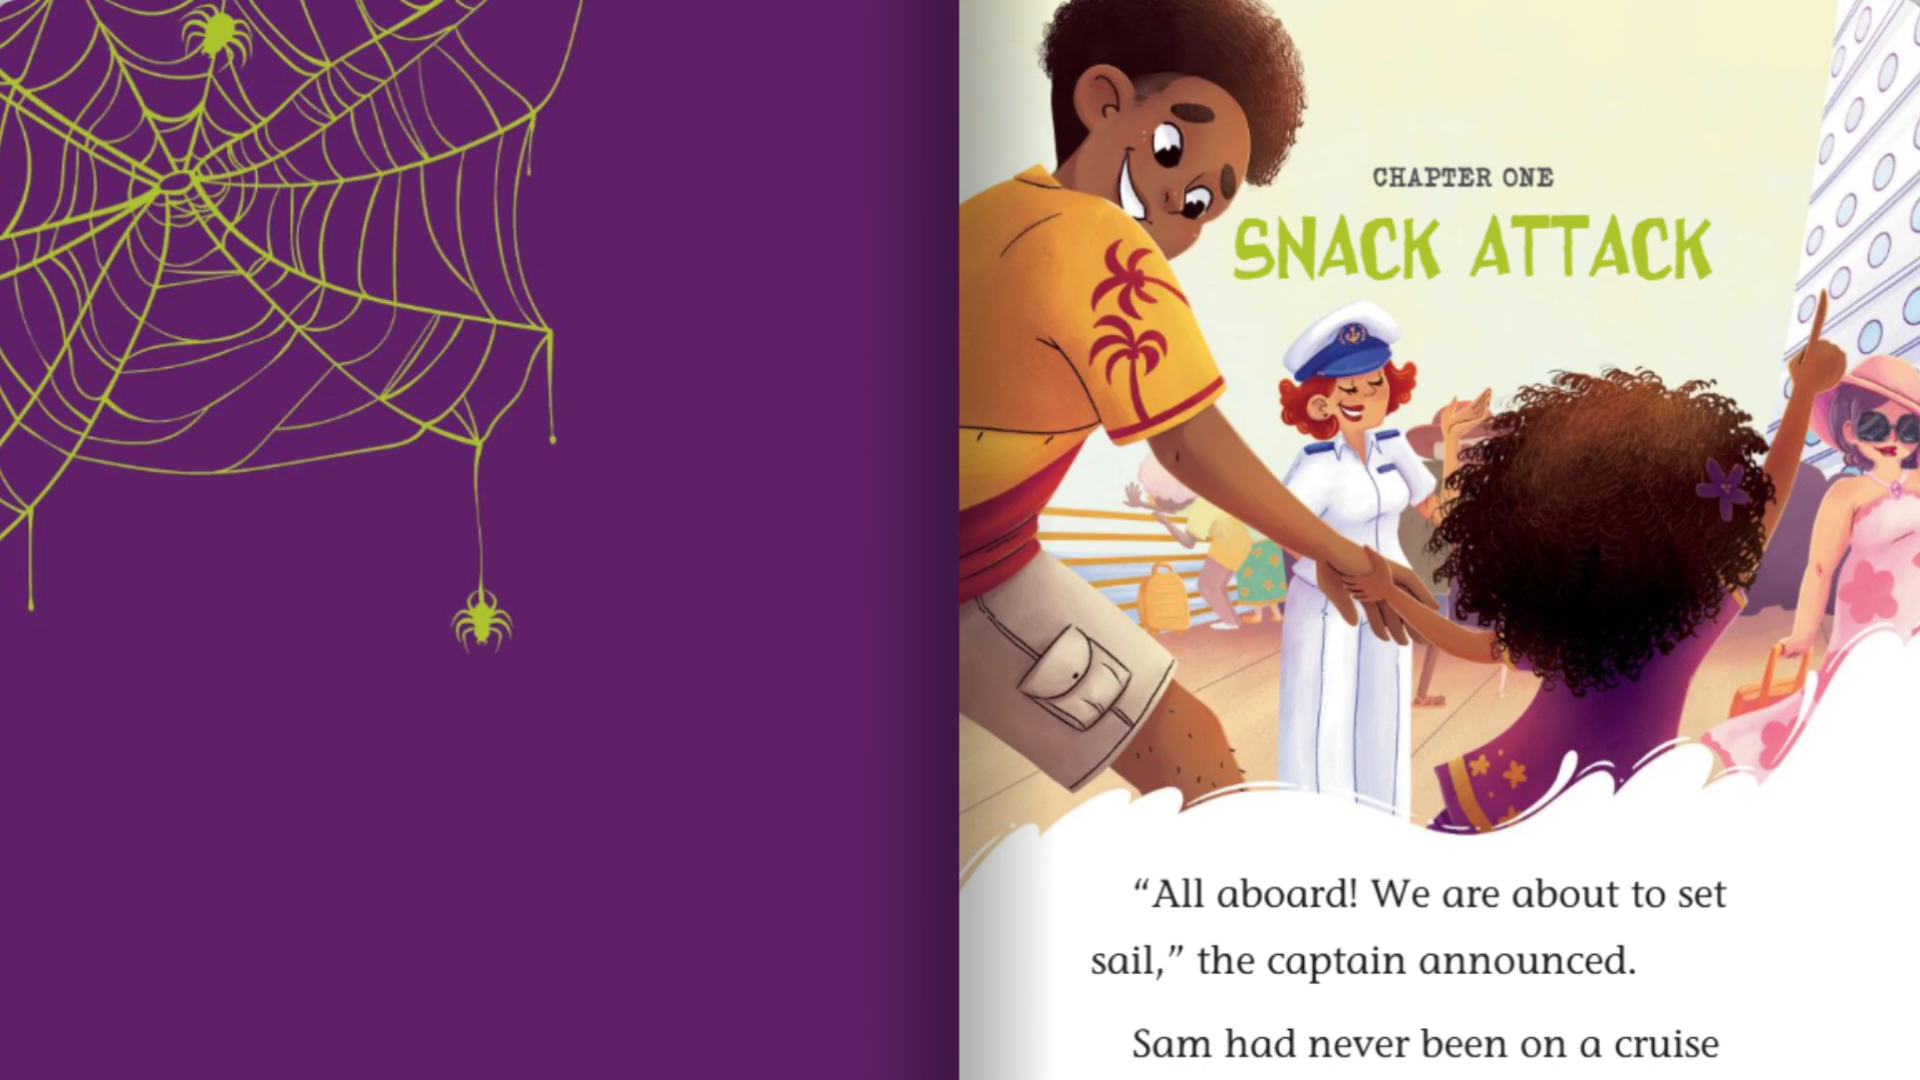 CHAPTER ONE
SNACK ATTACK
“All aboard! We are about to set
sail,” the captain announced.
Sam had never been on a cruise